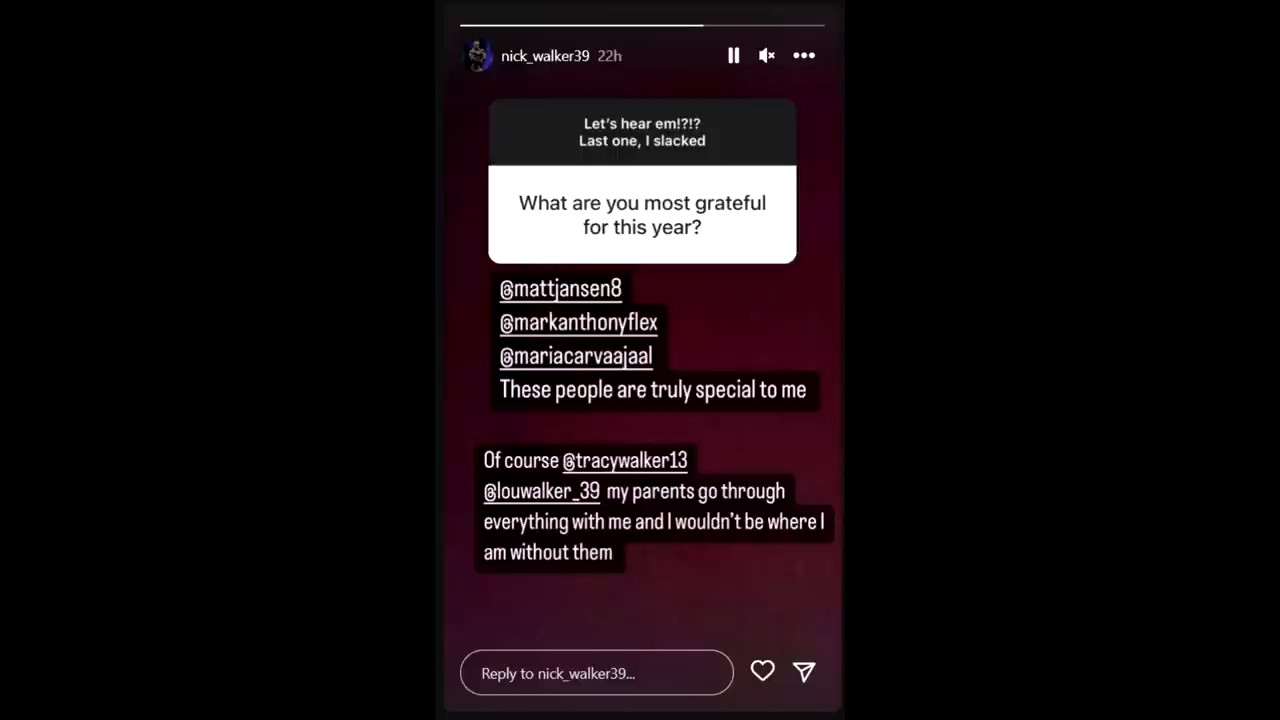 nick_walker39 22h
Let's hear em!?!?
Last one, I slacked
What are you most grateful
for this year?
@mattjansen8
@markanthonyflex
@mariacarvaajaal
These people are truly special to me
Of course @tracywalker13
@louwalker_39 my parents go through
everything with me and I wouldn't be where I
am without them
Reply to nick_walker39...